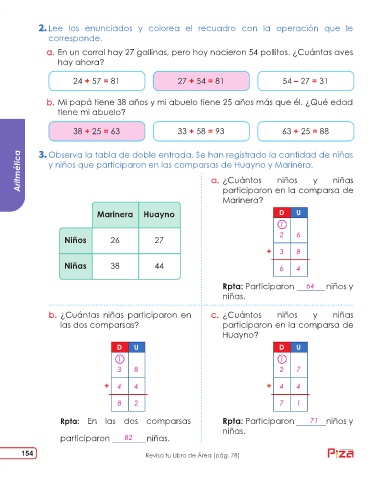 2. Lee los enunciados y colorea el recuadro con la operación que le
corresponde.
a. En un corral hay 27 gallinas, pero hoy nacieron 54 pollitos. ¿Cuántas aves
hay ahora?
24 + 57 = 81 27 + 54 = 81 54 – 27 = 31
b. Mi papá tiene 38 años y mi abuelo tiene 25 años más que él. ¿Qué edad
tiene mi abuelo?
38 + 25 = 63 33 + 58 = 93 63 + 25 = 88
Aritmética
3. Observa la tabla de doble entrada. Se han registrado la cantidad de niñas
y niños que participaron en las comparsas de Huayno y Marinera.
Marinera Huayno
Niños 26 27
Niñas 38 44
a. ¿Cuántos niños y niñas
participaron en la comparsa de
Marinera?
D U
1
2 6
+ 3 8
6 4
Rpta: Participaron 64 niños y
niñas.
b. ¿Cuántas niñas participaron en
las dos comparsas?
D U
1
3 8
+ 4 4
8 2
Rpta: En las dos comparsas
participaron 82 niñas.
c. ¿Cuántos niños y niñas
participaron en la comparsa de
Huayno?
D U
1
2 7
+ 4 4
7 1
Rpta: Participaron 71 niños y
niñas.
154
Revisa tu Libro de Área (pág. 78)
Piza